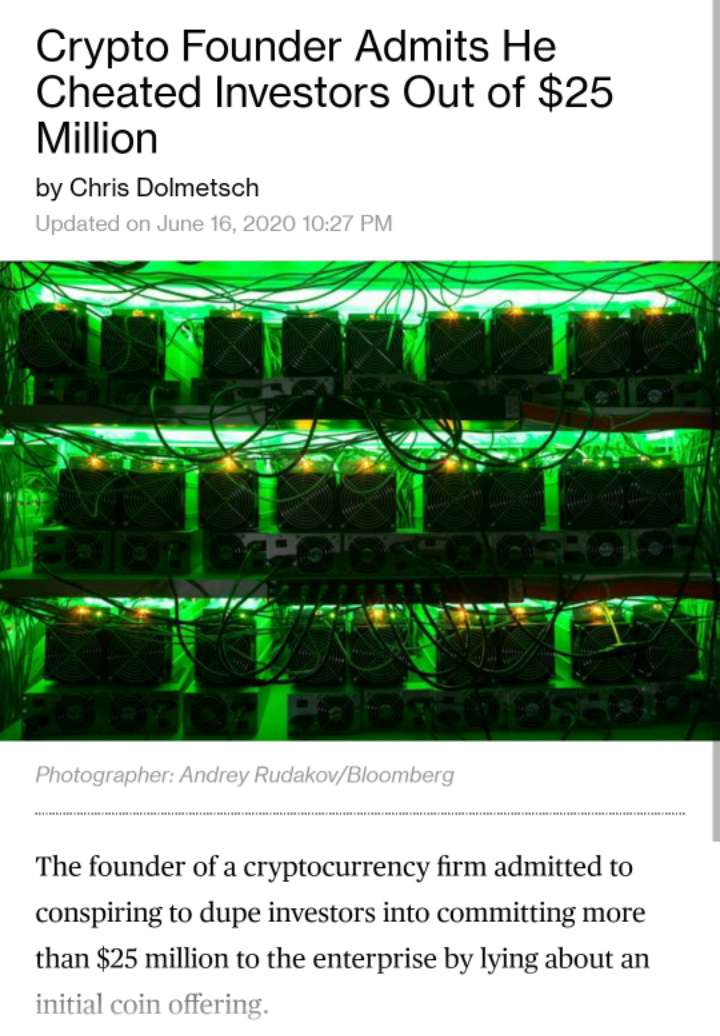 Crypto Founder Admits He
Cheated Investors Out of $25
Million
by Chris Dolmetsch
Updated on June 16, 2020 10:27 PM
Photographer: Andrey Rudakov/Bloomberg
The founder of a cryptocurrency firm admitted to
conspiring to dupe investors into committing more
than $25 million to the enterprise by lying about an
initial coin offering.